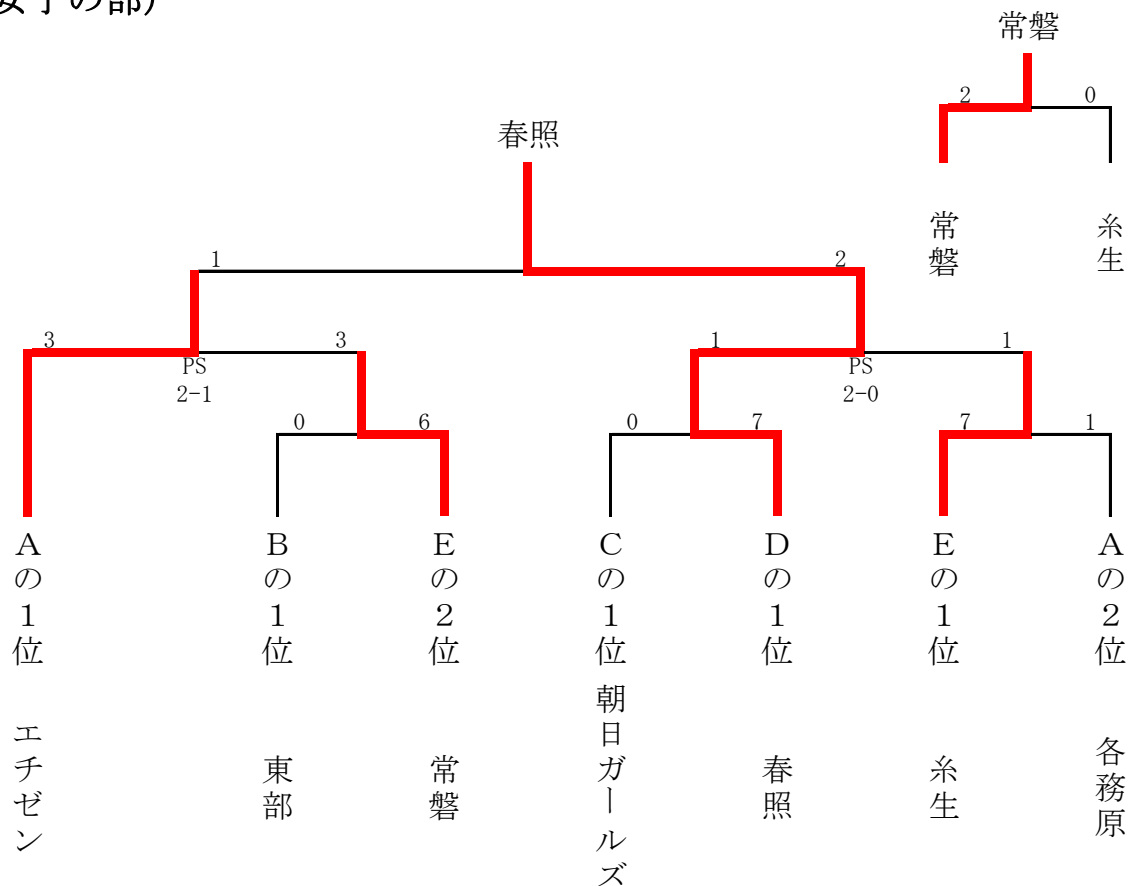 女子の部)
常磐
2 0
常磐
糸生
春照
1 2
3 3 1 1
PS
2-1
PS
2-0
0 6 0 7 7 1
Aの1位
Bの1位
Eの2位
Cの1位
Dの1位
Eの1位
Aの2位
エチゼン
東部
常磐
朝日ガールズ
春照
糸生
各務原